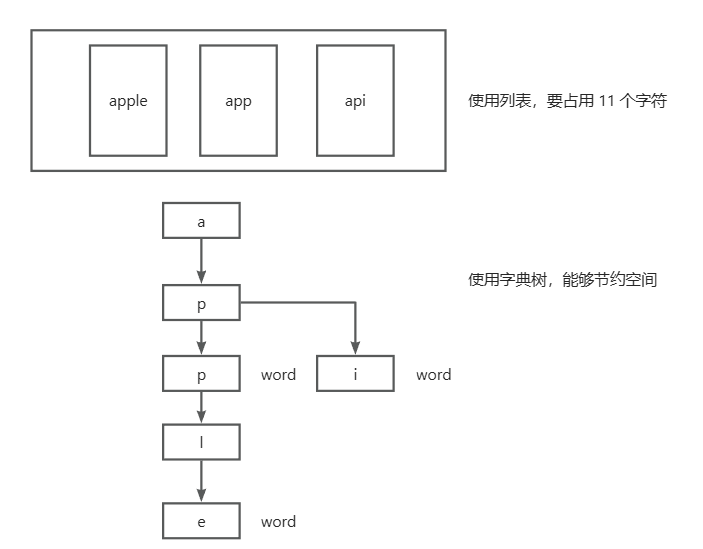 apple app api 使用列表，要占用 11 个字符
a
使用字典树，能够节约空间
p
p word i word
l
e word